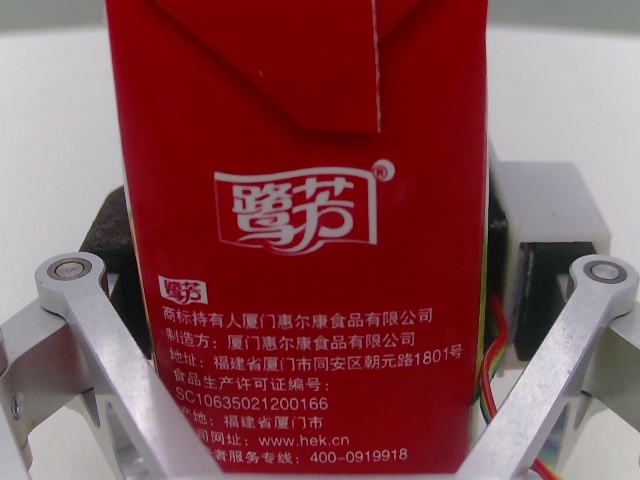 鹭芳®
鹭芳
商标持有人厦门惠尔康食品有限公司
制造方：厦门惠尔康食品有限公司
地址：福建省厦门市同安区朝元路1801号
食品生产许可证编号：
SC10635021200166
地：福建省厦门市
网址：www.hek.cn
者服务专线：400-0919918